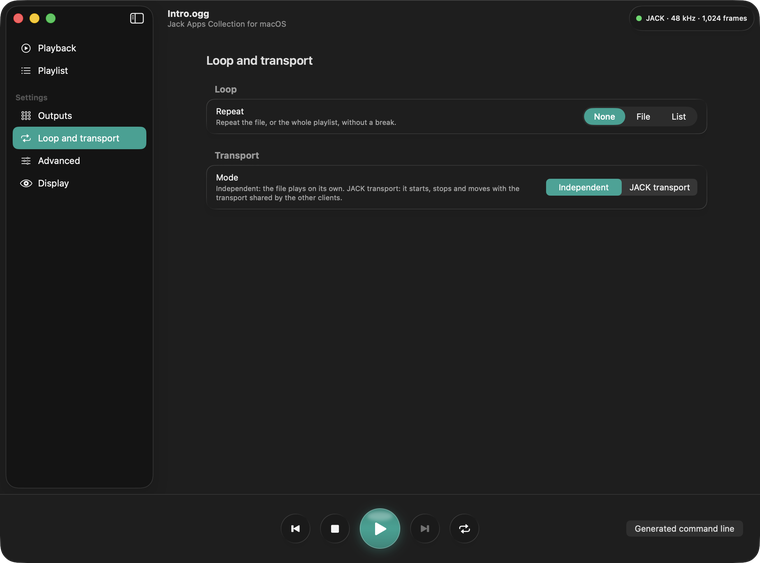 Intro.ogg
Jack Apps Collection for macOS
JACK · 48 kHz · 1,024 frames
Playback
Playlist
Settings
Outputs
Loop and transport
Advanced
Display
Loop and transport
Loop
Repeat
Repeat the file, or the whole playlist, without a break.
None File List
Transport
Mode
Independent: the file plays on its own. JACK transport: it starts, stops and moves with the
transport shared by the other clients.
Independent JACK transport
Generated command line